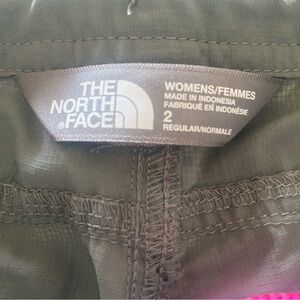 THE
NORTH
®FACE
WOMENS/FEMMES
MADE IN INDONESIA
FABRIQUÉ EN INDONÉSIE
2
REGULAR/NORMALE